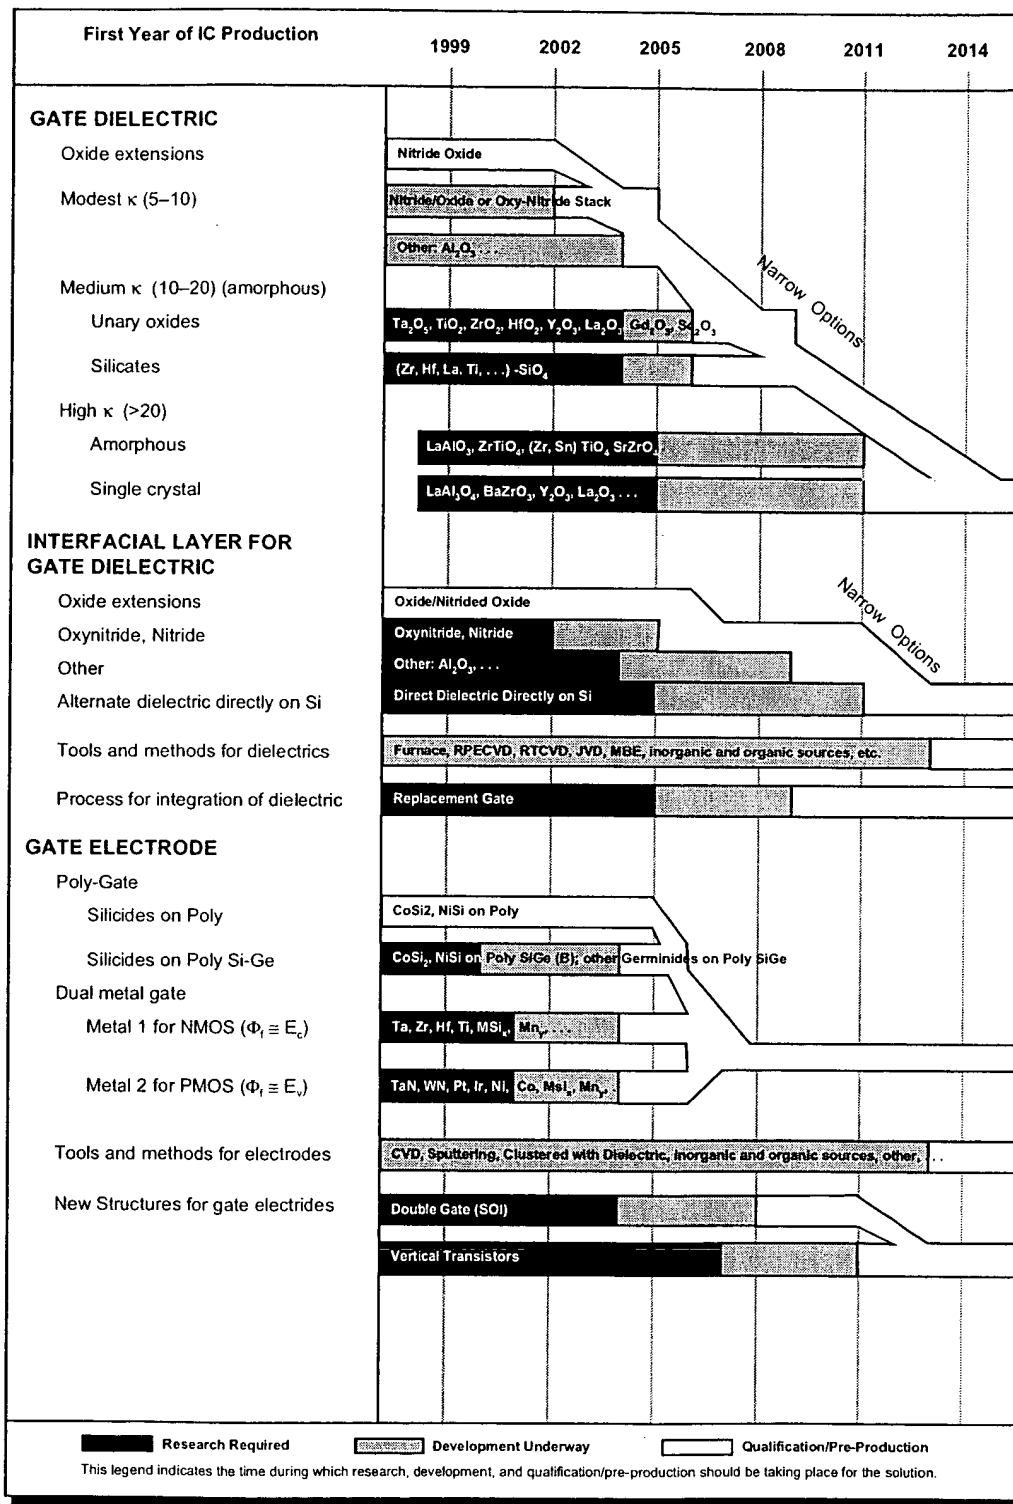 First Year of IC Production
1999 2002 2005 2008 2011 2014
GATE DIELECTRIC
Oxide extensions
Nitride Oxide
Modest κ (5–10)
Nitride/Oxide or Oxy-Nitride Stack
Other: Al₂O₃ . . .
Narrow Options
Medium κ (10–20) (amorphous)
Unary oxides
Ta₂O₅, TiO₂, ZrO₂, HfO₂, Y₂O₃, La₂O₃ Gd₂O₃, Sc₂O₃
Silicates
(Zr, Hf, La. Ti, . . .) -SiO₄
High κ (>20)
Amorphous
LaAlO₃, ZrTiO₄, (Zr, Sn) TiO₄ SrZrO₄
Single crystal
LaAl₃O₄, BaZrO₃, Y₂O₃, La₂O₃ . . .
INTERFACIAL LAYER FOR
GATE DIELECTRIC
Oxide extensions
Oxide/Nitrided Oxide
Narrow Options
Oxynitride, Nitride
Oxynitride, Nitride
Other
Other: Al₂O₃, . . .
Alternate dielectric directly on Si
Direct Dielectric Directly on Si
Tools and methods for dielectrics
Furnace, RPECVD, RTCVD, JVD, MBE, inorganic and organic sources, etc.
Process for integration of dielectric
Replacement Gate
GATE ELECTRODE
Poly-Gate
Silicides on Poly
CoSi2, NiSi on Poly
Silicides on Poly Si-Ge
CoSi₂, NiSi on Poly SiGe (B); other Germinides on Poly SiGe
Dual metal gate
Metal 1 for NMOS (Φf ≅ Ec)
Ta, Zr, Hf, Ti, MSiₓ, Mnᵧ, . . .
Metal 2 for PMOS (Φf ≅ Ev)
TaN, WN, Pt, Ir, Ni, Co, MsIₓ, Mnᵧ, .
Tools and methods for electrodes
CVD, Sputtering, Clustered with Dielectric, inorganic and organic sources, other, . . .
New Structures for gate electrides
Double Gate (SOI)
Vertical Transistors
Research Required
Development Underway
Qualification/Pre-Production
This legend indicates the time during which research, development, and qualification/pre-production should be taking place for the solution.